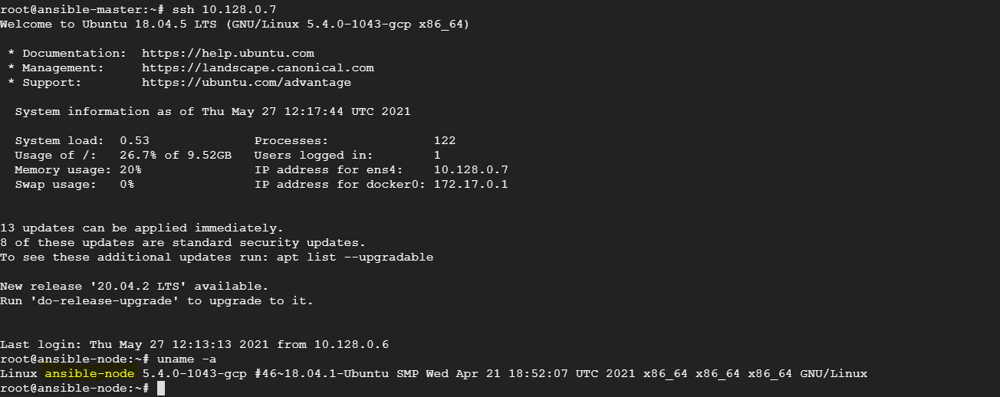 root@ansible-master:~# ssh 10.128.0.7
Welcome to Ubuntu 18.04.5 LTS (GNU/Linux 5.4.0-1043-gcp x86_64)
* Documentation:  https://help.ubuntu.com
* Management:     https://landscape.canonical.com
* Support:        https://ubuntu.com/advantage
System information as of Thu May 27 12:17:44 UTC 2021
System load:  0.53              Processes:              122
Usage of /:   26.7% of 9.52GB   Users logged in:        1
Memory usage: 20%               IP address for ens4:    10.128.0.7
Swap usage:   0%                IP address for docker0: 172.17.0.1
13 updates can be applied immediately.
8 of these updates are standard security updates.
To see these additional updates run: apt list --upgradable
New release '20.04.2 LTS' available.
Run 'do-release-upgrade' to upgrade to it.
Last login: Thu May 27 12:13:13 2021 from 10.128.0.6
root@ansible-node:~# uname -a
Linux ansible-node 5.4.0-1043-gcp #46~18.04.1-Ubuntu SMP Wed Apr 21 18:52:07 UTC 2021 x86_64 x86_64 x86_64 GNU/Linux
root@ansible-node:~#